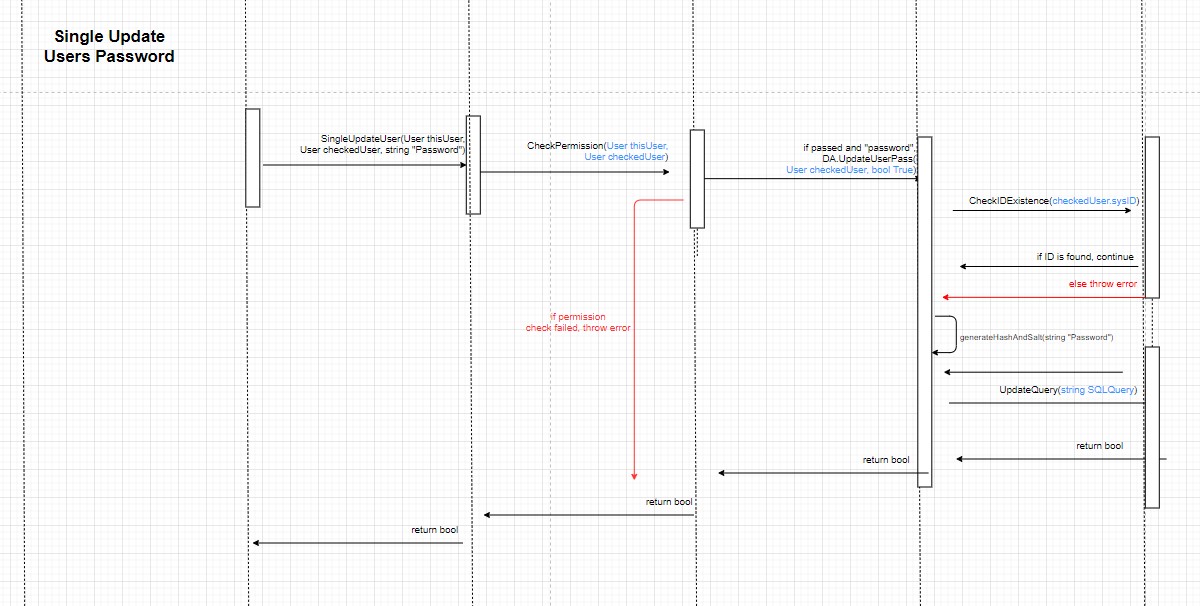 Single Update
Users Password
SingleUpdateUser(User thisUser,
User checkedUser, string "Password")
CheckPermission(User thisUser,
User checkedUser)
if passed and "password".
DA.UpdateUserPass(
User checkedUser, bool True)
CheckIDExistence(checkedUser.sysID)
if ID is found, continue
else throw error
if permission
check failed, throw error
generateHashAndSalt(string "Password")
UpdateQuery(string SQLQuery)
return bool
return bool
return bool
return bool